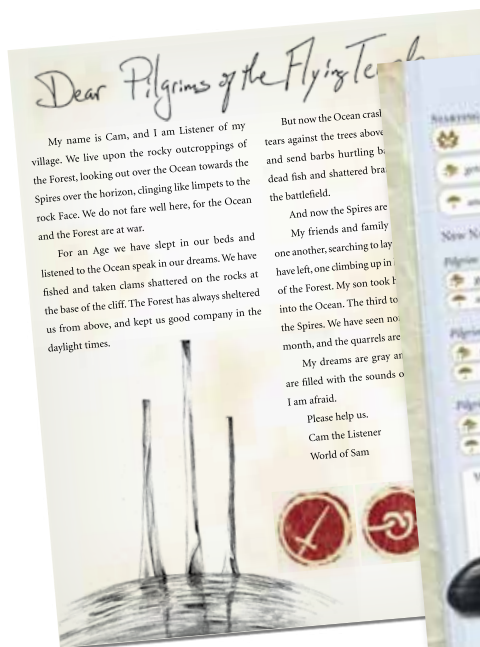 Dear Pilgrims of the Flying
My name is Cam, and I am Listener of my
village. We live upon the rocky outcroppings of
the Forest, looking out over the Ocean towards the
Spires over the horizon, clinging like limpets to the
rock Face. We do not fare well here, for the Ocean
and the Forest are at war.
For an Age we have slept in our beds and
listened to the Ocean speak in our dreams. We have
fished and taken clams shattered on the rocks at
the base of the cliff. The Forest has always sheltered
us from above, and kept us good company in the
daylight times.
But now the Ocean
tears against the trees above
and send barbs hurtling
dead fish and shattered
the battlefield.
And now the Spires are
My friends and family
one another, searching to lay
have left, one climbing up in
of the Forest. My son took
into the Ocean. The third to
the Spires. We have seen
month, and the quarrels are
My dreams are gray
are filled with the sounds
I am afraid.
Please help us.
Cam the Listener
World of Sam